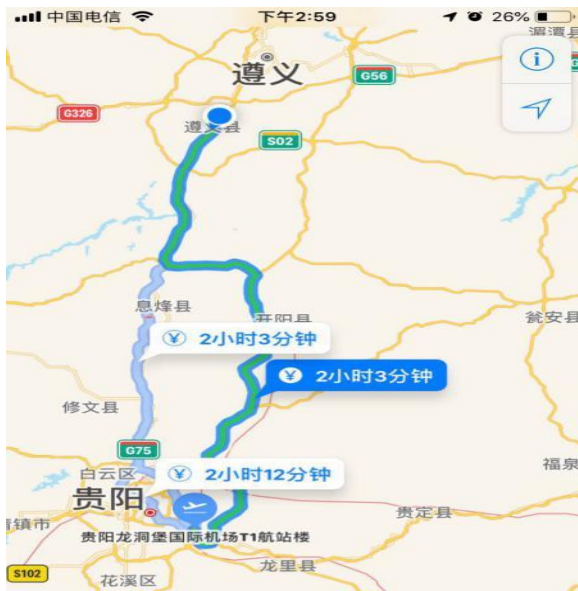 中国电信 下午2:59 26%
湄潭县
遵义
G56
G326
遵义县
S02
息烽县
开阳县
瓮安县
¥ 2小时3分钟
¥ 2小时3分钟
修文县
G75
白云区
¥ 2小时12分钟
福泉
贵阳
清镇市
贵定县
贵阳龙洞堡国际机场T1航站楼
龙里县
S102
花溪区